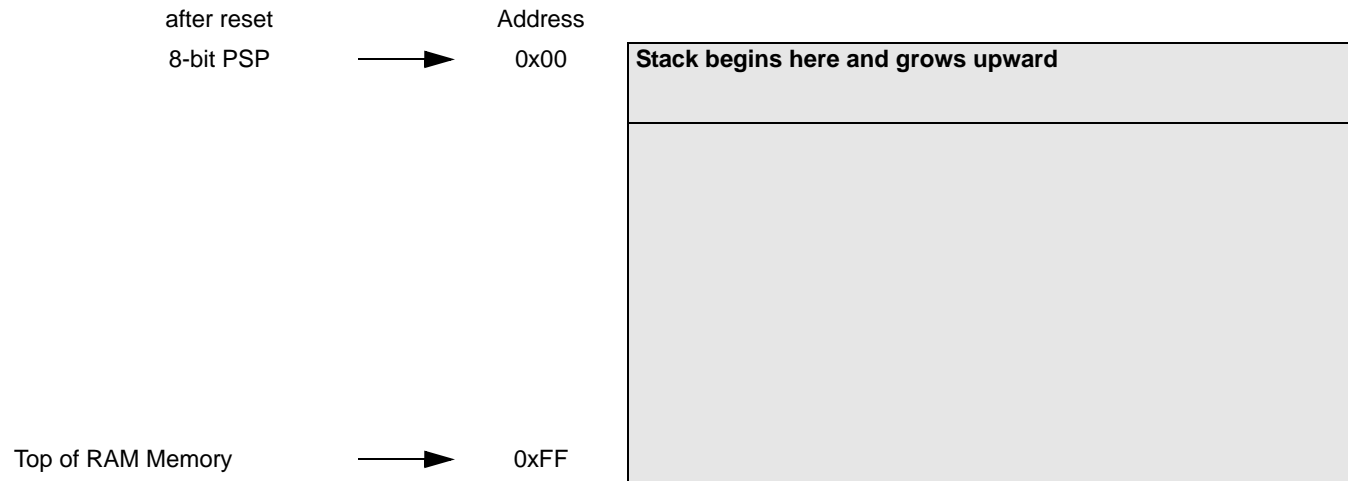 after reset Address
8-bit PSP 0x00 Stack begins here and grows upward
Top of RAM Memory 0xFF